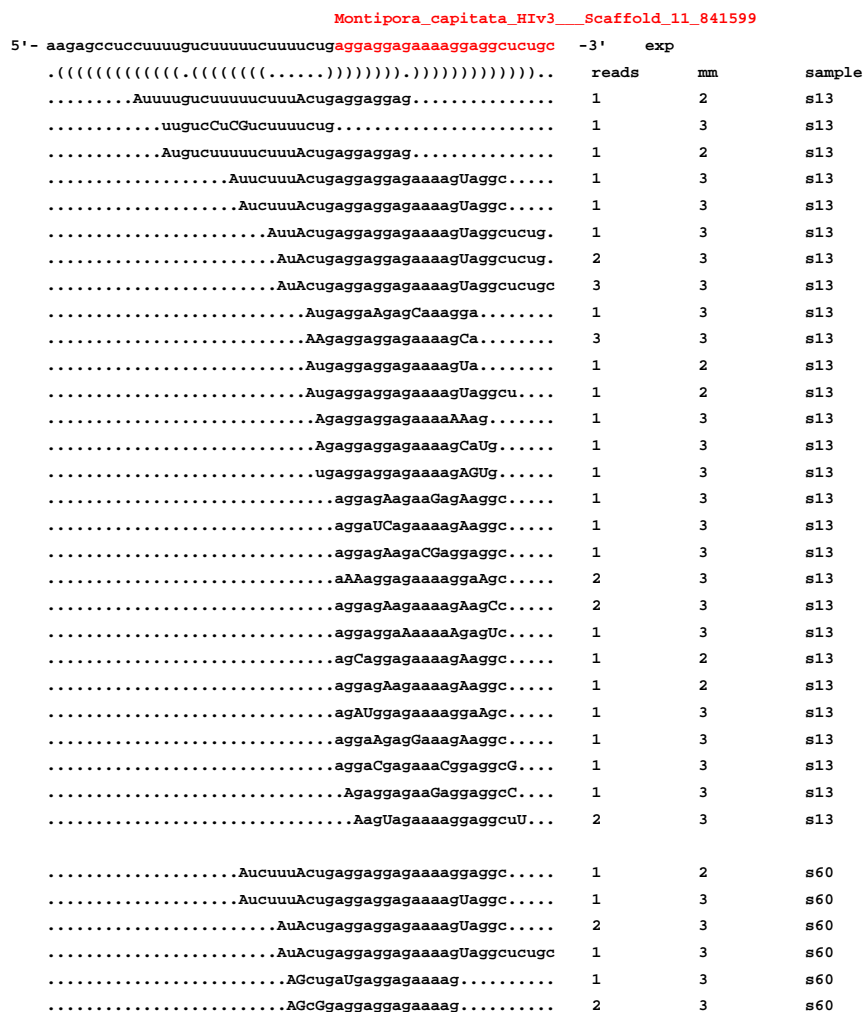 Montipora_capitata_HIv3___Scaffold_11_841599
5'- aagagccuccuuuugucuuuuucuuuucugaggaggagaaaaggaggcucugc -3' exp
.(((((((((((((.((((((((......)))))))).))))))))))))).. reads mm sample
.........AuuuugucuuuuucuuuAcugaggaggag............... 1 2 s13
............uugucCuCGucuuuucug....................... 1 3 s13
............AugucuuuuucuuuAcugaggaggag............... 1 2 s13
...................AuucuuuAcugaggaggagaaaagUaggc..... 1 3 s13
....................AucuuuAcugaggaggagaaaagUaggc..... 1 3 s13
.......................AuuAcugaggaggagaaaagUaggcucug. 1 3 s13
........................AuAcugaggaggagaaaagUaggcucug. 2 3 s13
........................AuAcugaggaggagaaaagUaggcucugc 3 3 s13
...........................AugaggaAgagCaaagga........ 1 3 s13
...........................AAgaggaggagaaaagCa........ 3 3 s13
...........................AugaggaggagaaaagUa........ 1 2 s13
...........................AugaggaggagaaaagUaggcu.... 1 2 s13
............................AgaggaggagaaaaAAag....... 1 3 s13
............................AgaggaggagaaaagCaUg....... 1 3 s13
............................ugaggaggagaaaagAGUg....... 1 3 s13
..............................aggagAagaaGagAaggc..... 1 3 s13
..............................aggaUCagaaaagAaggc..... 1 3 s13
..............................aggagAagaCGaggaggc..... 1 3 s13
..............................aAAaggagaaaaggaAgc..... 2 3 s13
..............................aggagAagaaaagAagCc..... 2 3 s13
..............................aggaggaAaaaaAgagUc..... 1 3 s13
..............................agCaggagaaaagAaggc..... 1 2 s13
..............................aggagAagaaaagAaggc..... 1 2 s13
..............................agAUggagaaaaggaAgc..... 1 3 s13
..............................aggaAgagGaaagAaggc..... 1 3 s13
..............................aggaCgagaaaCggaggcG.... 1 3 s13
...............................AgaggagaaGaggaggcC.... 1 3 s13
................................AagUagaaaaggaggcuU... 2 3 s13
....................AucuuuAcugaggaggagaaaaggaggc..... 1 2 s60
....................AucuuuAcugaggaggagaaaagUaggc..... 1 3 s60
........................AuAcugaggaggagaaaagUaggc..... 2 3 s60
........................AuAcugaggaggagaaaagUaggcucugc 1 3 s60
.........................AGcugaUgaggagaaaag.......... 1 3 s60
.........................AGcGgaggaggagaaaag.......... 2 3 s60